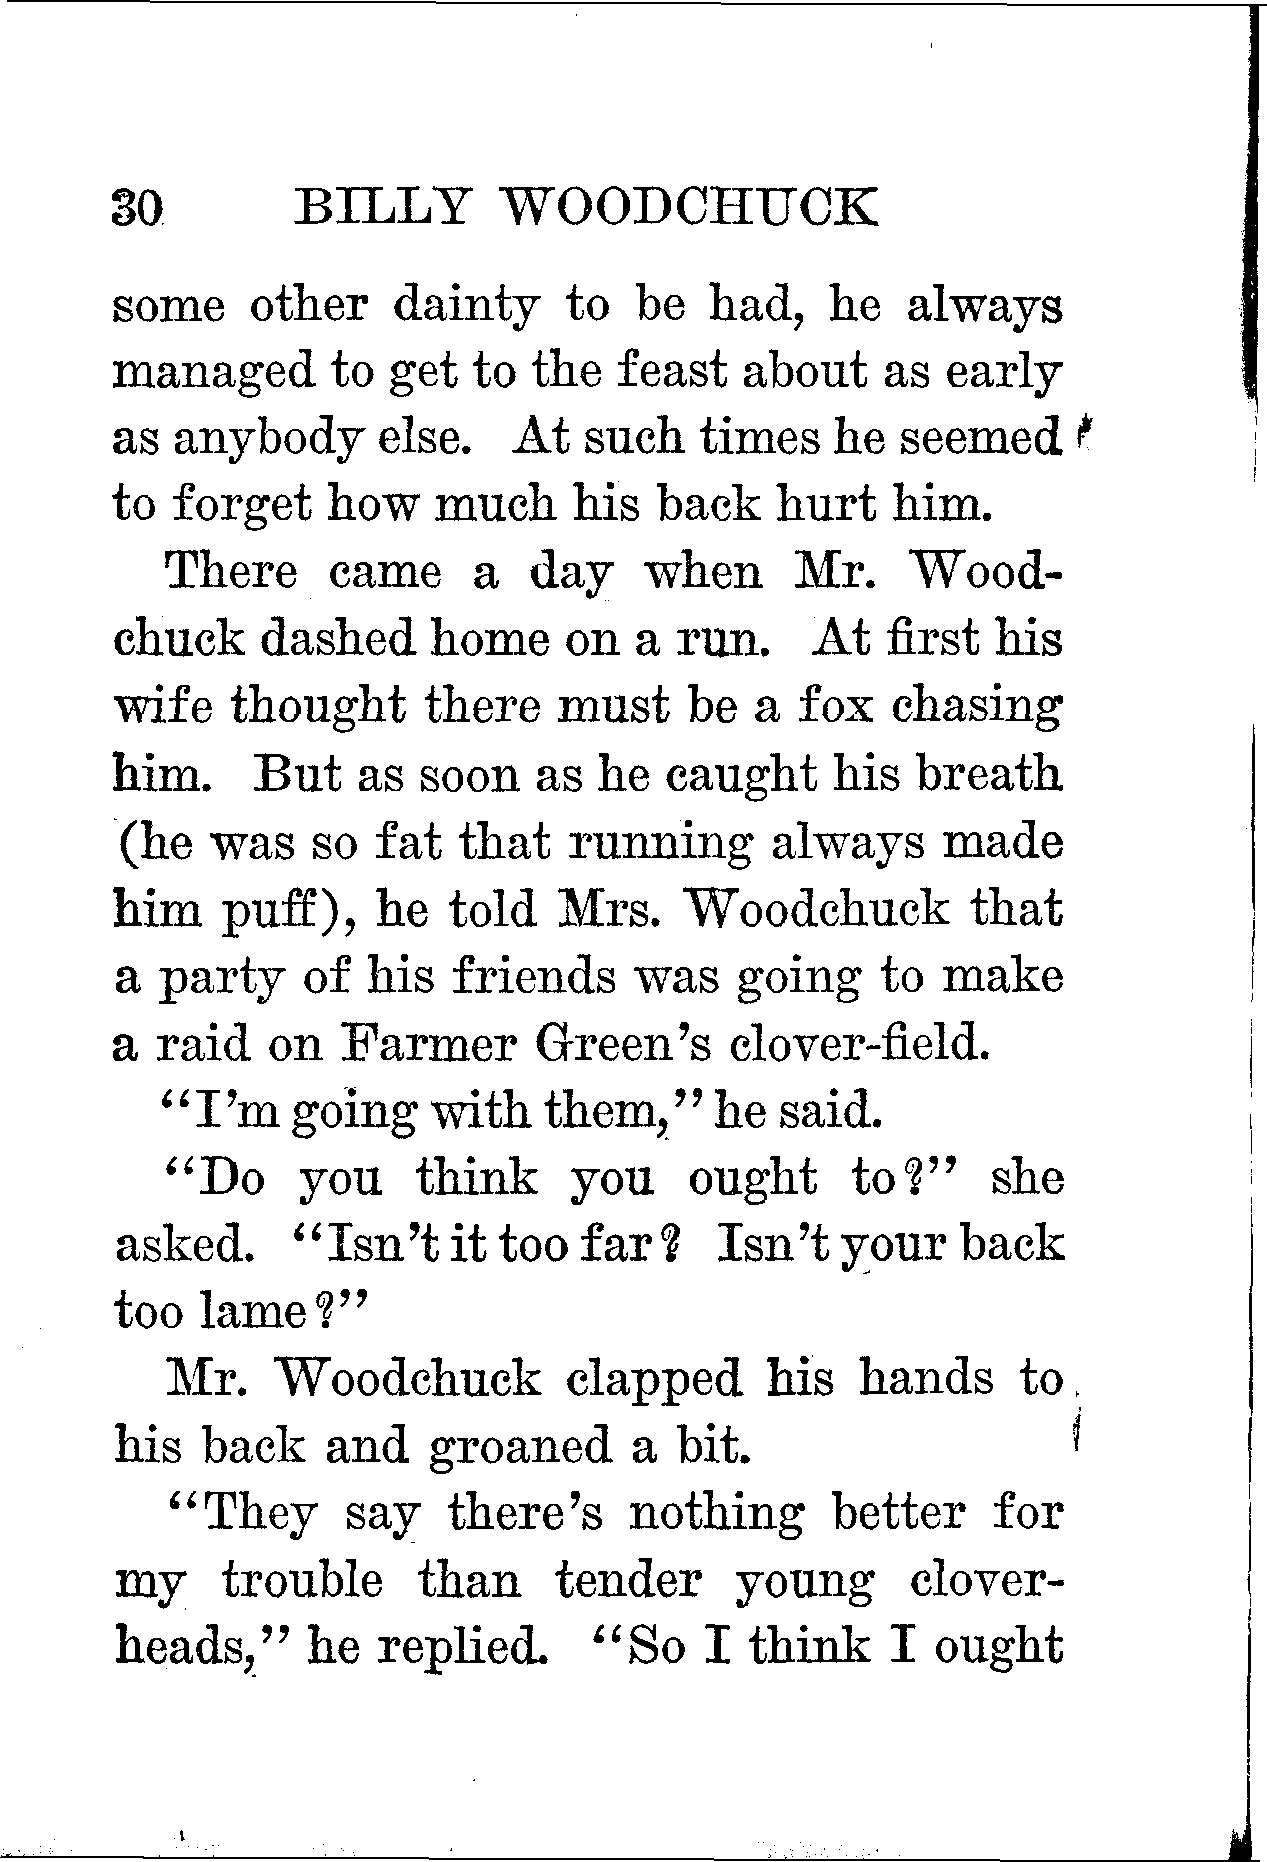 30 BILLY WOODCHUCK
some other dainty to be had, he always
managed to get to the feast about as early
as anybody else. At such times he seemed
to forget how much his back hurt him.
There came a day when Mr. Wood-
chuck dashed home on a run. At first his
wife thought there must be a fox chasing
him. But as soon as he caught his breath
(he was so fat that running always made
him puff), he told Mrs. Woodchuck that
a party of his friends was going to make
a raid on Farmer Green's clover-field.
"I'm going with them," he said.
"Do you think you ought to?" she
asked. "Isn't it too far? Isn't your back
too lame?"
Mr. Woodchuck clapped his hands to
his back and groaned a bit.
"They say there's nothing better for
my trouble than tender young clover-
heads," he replied. "So I think I ought